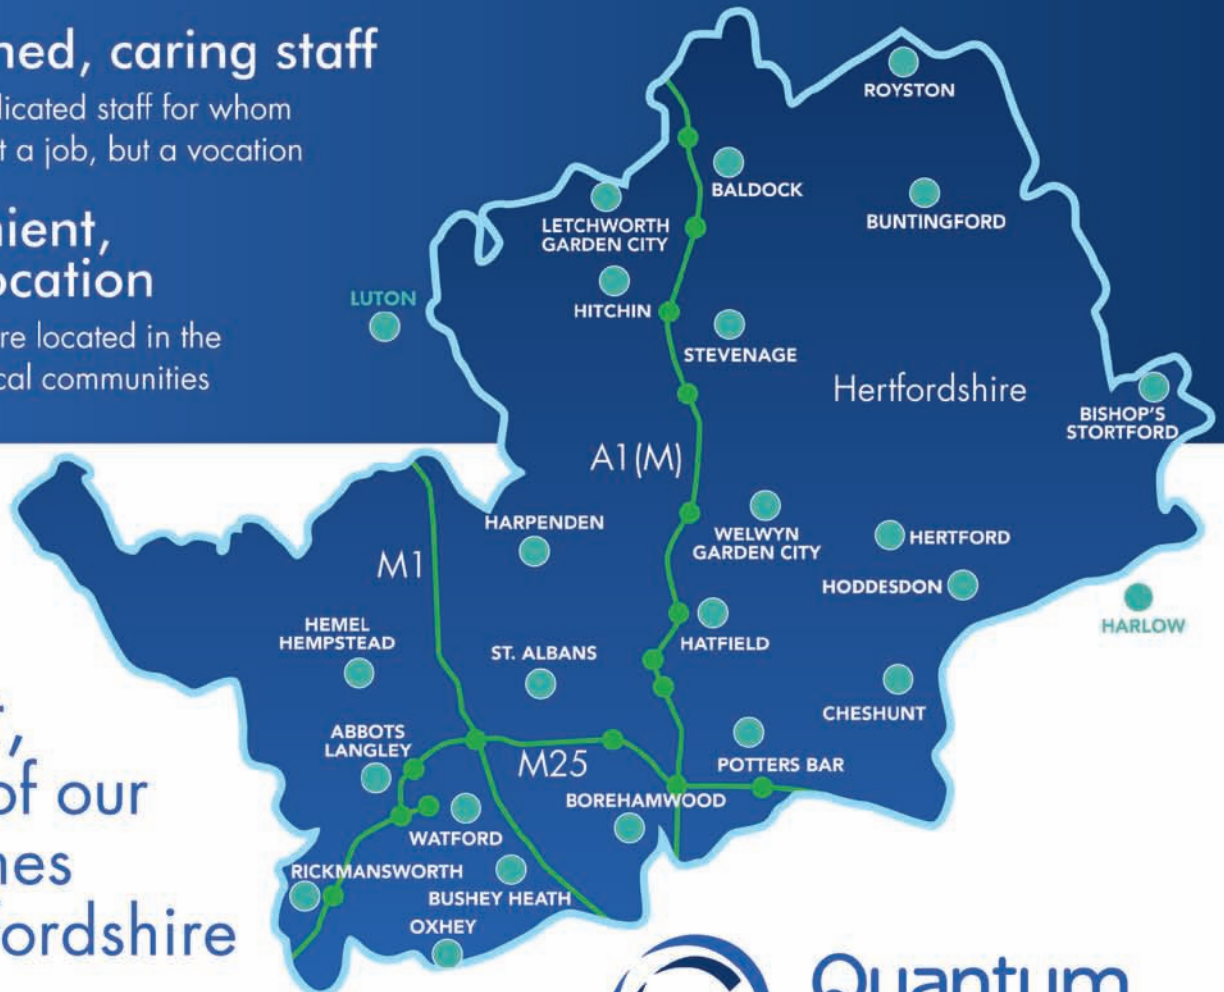 ned, caring staff
licated staff for whom
t a job, but a vocation
nient,
ocation
re located in the
cal communities
ROYSTON
BALDOCK
BUNTINGFORD
LETCHWORTH
GARDEN CITY
HITCHIN
LUTON
STEVENAGE
Hertfordshire
BISHOP'S
STORTFORD
A1(M)
HARPENDEN
WELWYN
GARDEN CITY
HERTFORD
M1
HODDESDON
HARLOW
HEMEL
HEMPSTEAD
ST. ALBANS
HATFIELD
CHESHUNT
ABBOTS
LANGLEY
M25
POTTERS BAR
BOREHAMWOOD
WATFORD
RICKMANSWORTH
BUSHEY HEATH
OXHEY
r,
of our
nes
fordshire
Quantum